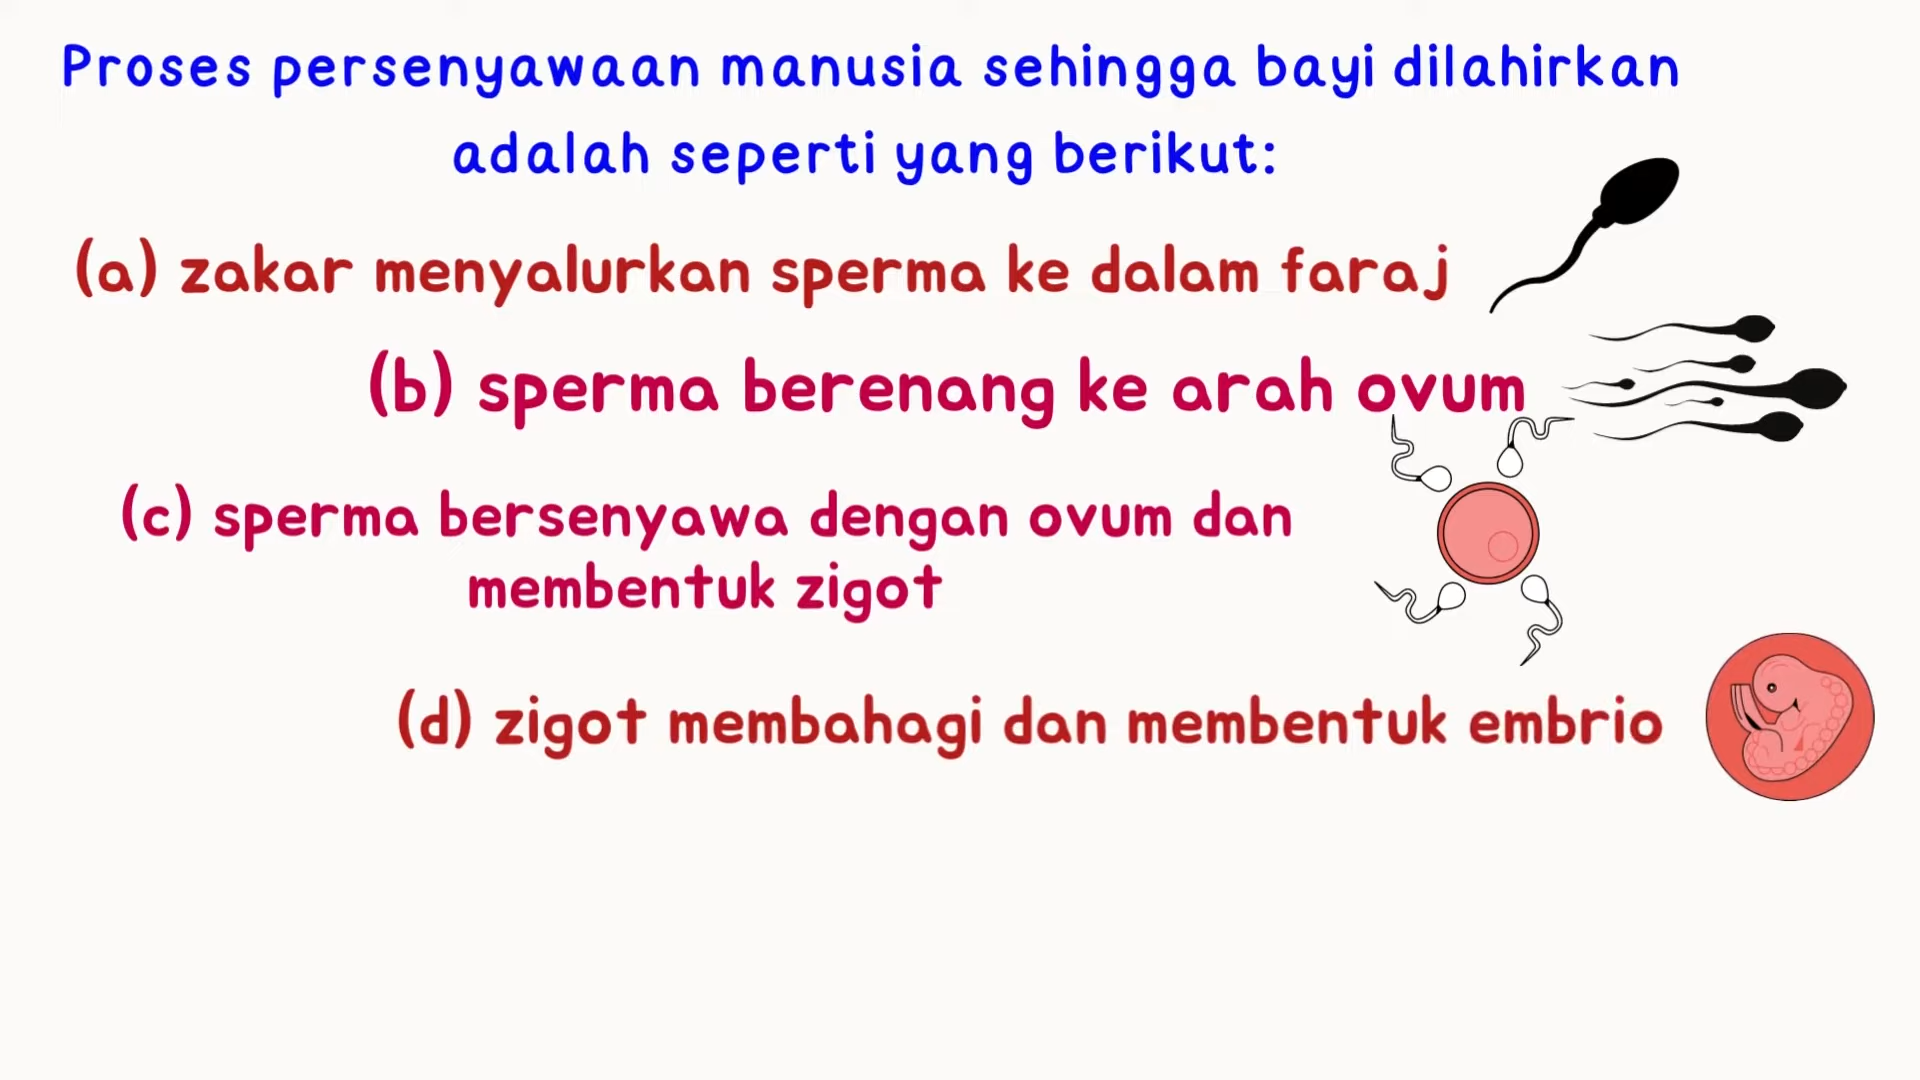 Proses persenyawaan manusia sehingga bayi dilahirkan
adalah seperti yang berikut:
(a) zakar menyalurkan sperma ke dalam faraj
(b) sperma berenang ke arah ovum
(c) sperma bersenyawa dengan ovum dan
membentuk zigot
(d) zigot membahagi dan membentuk embrio